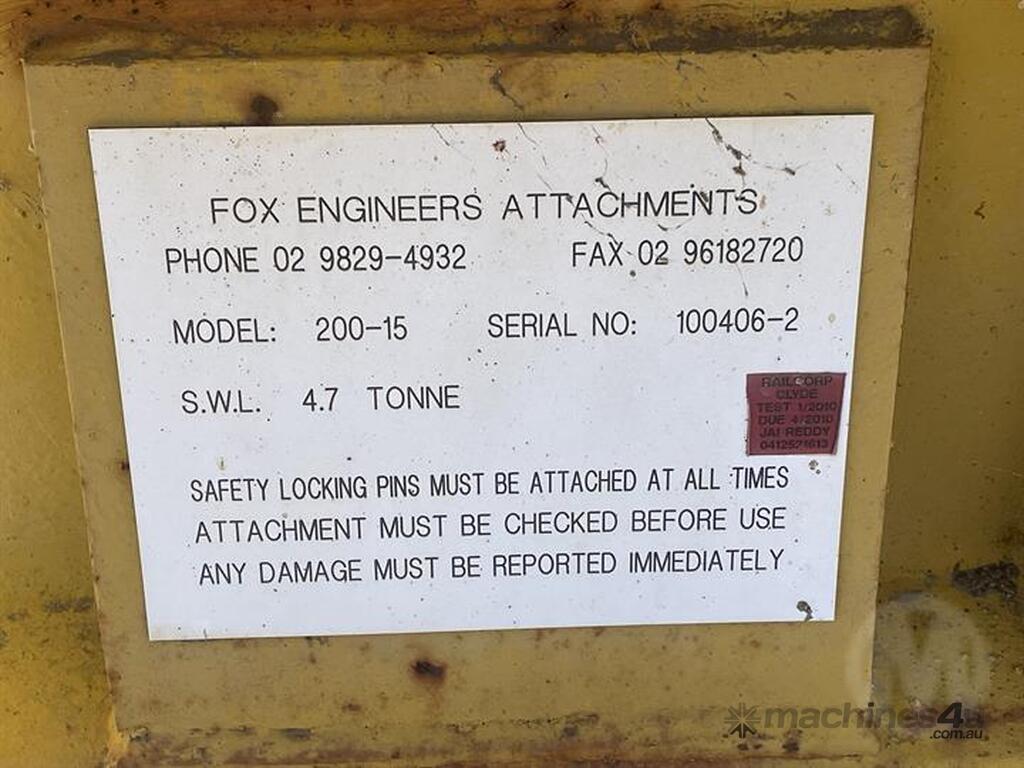 FOX ENGINEERS ATTACHMENTS
PHONE 02 9829-4932 FAX 02 96182720
MODEL: 200-15 SERIAL NO: 100406-2
S.W.L. 4.7 TONNE
RAILCORP
CLYDE
TEST 1/2010
DUE 4/2010
JAI REDDY
0412521613
SAFETY LOCKING PINS MUST BE ATTACHED AT ALL TIMES
ATTACHMENT MUST BE CHECKED BEFORE USE
ANY DAMAGE MUST BE REPORTED IMMEDIATELY
machines4u
.com.au